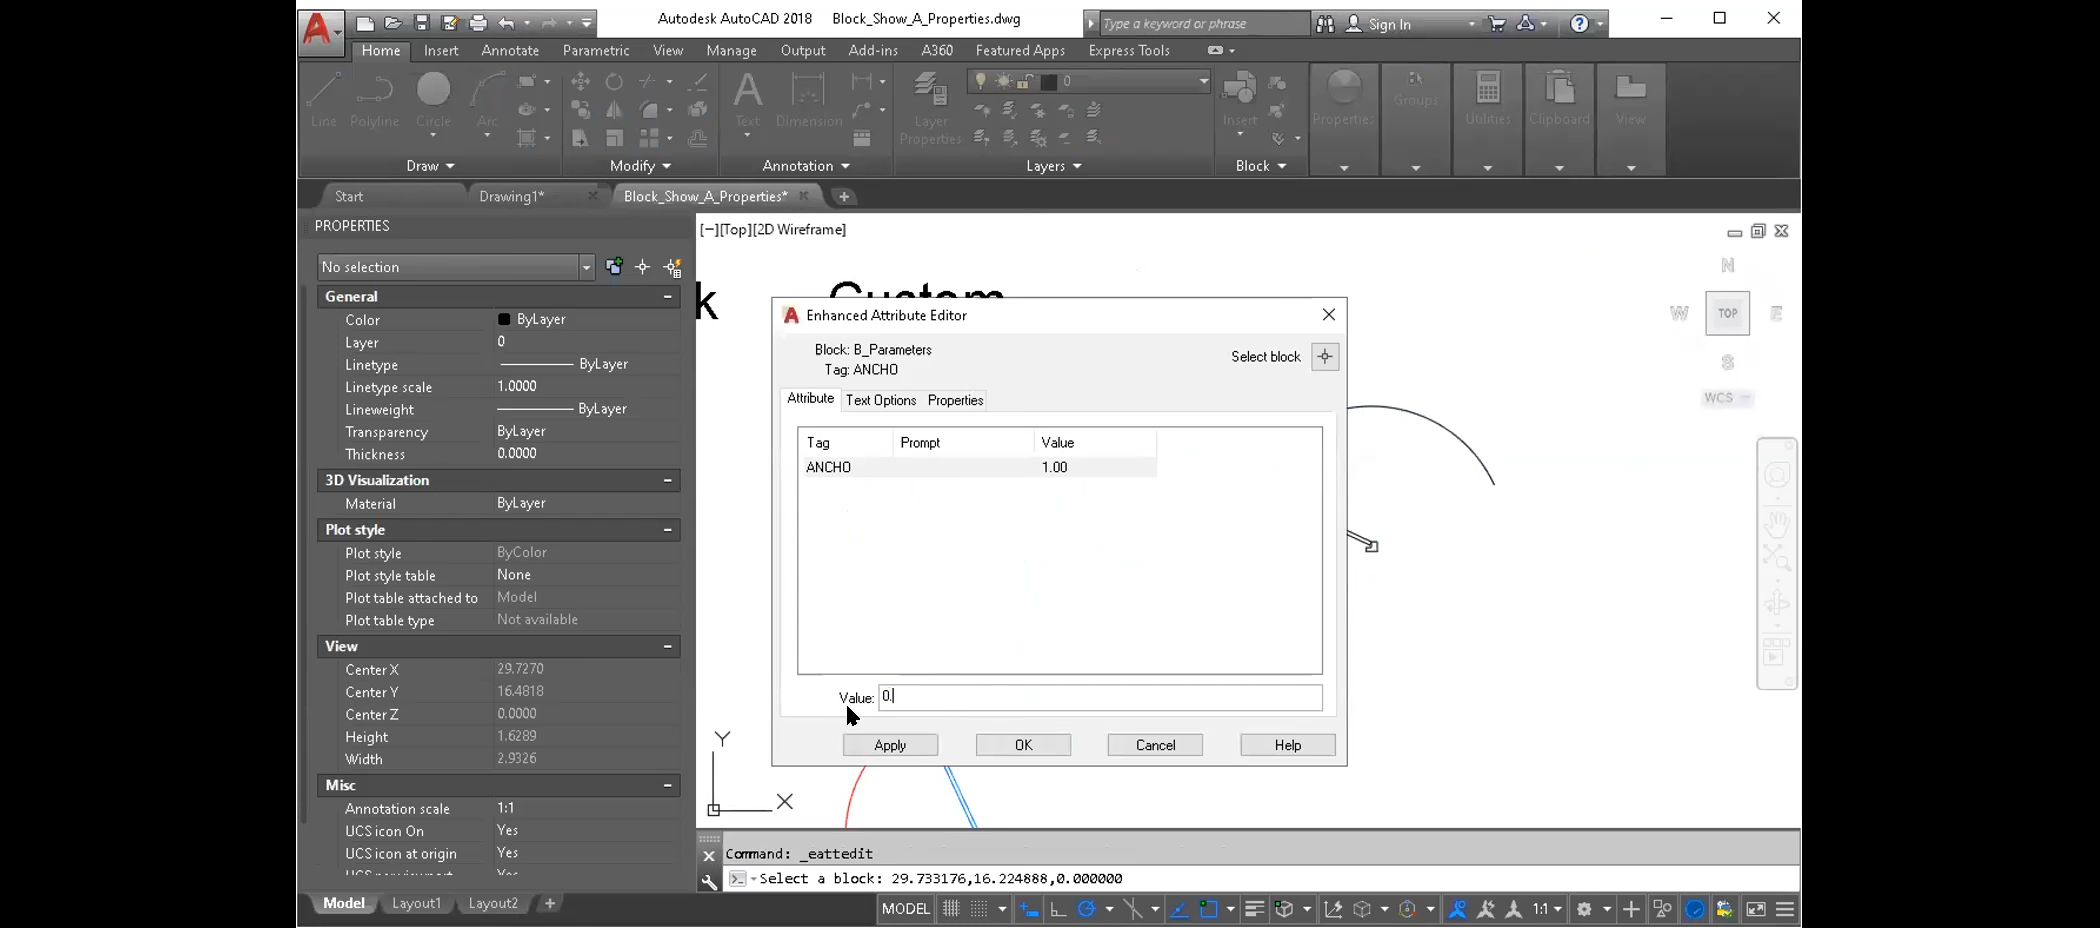 Autodesk AutoCAD 2018 Block_Show_A_Properties.dwg
Type a keyword or phrase
Sign In
Home Insert Annotate Parametric View Manage Output Add-ins A360 Featured Apps Express Tools
0
Line Polyline Circle Arc
Text Dimension
Layer
Properties
Insert
Properties Groups Utilities Clipboard View
Draw Modify Annotation Layers Block
Start Drawing1* Block_Show_A_Properties*
PROPERTIES
No selection
General
Color ByLayer
Layer 0
Linetype ByLayer
Linetype scale 1.0000
Lineweight ByLayer
Transparency ByLayer
Thickness 0.0000
3D Visualization
Material ByLayer
Plot style
Plot style ByColor
Plot style table None
Plot table attached to Model
Plot table type Not available
View
Center X 29.7270
Center Y 16.4818
Center Z 0.0000
Height 1.6289
Width 2.9326
Misc
Annotation scale 1:1
UCS icon On Yes
UCS icon at origin Yes
[−][Top][2D Wireframe]
k Custom
N
W TOP E
S
WCS
Enhanced Attribute Editor
Block: B_Parameters
Tag: ANCHO
Select block
Attribute Text Options Properties
Tag Prompt Value
ANCHO 1.00
Value: 0.
Apply OK Cancel Help
Y
X
Command: _eattedit
Select a block: 29.733176,16.224888,0.000000
Model Layout1 Layout2
MODEL 1:1